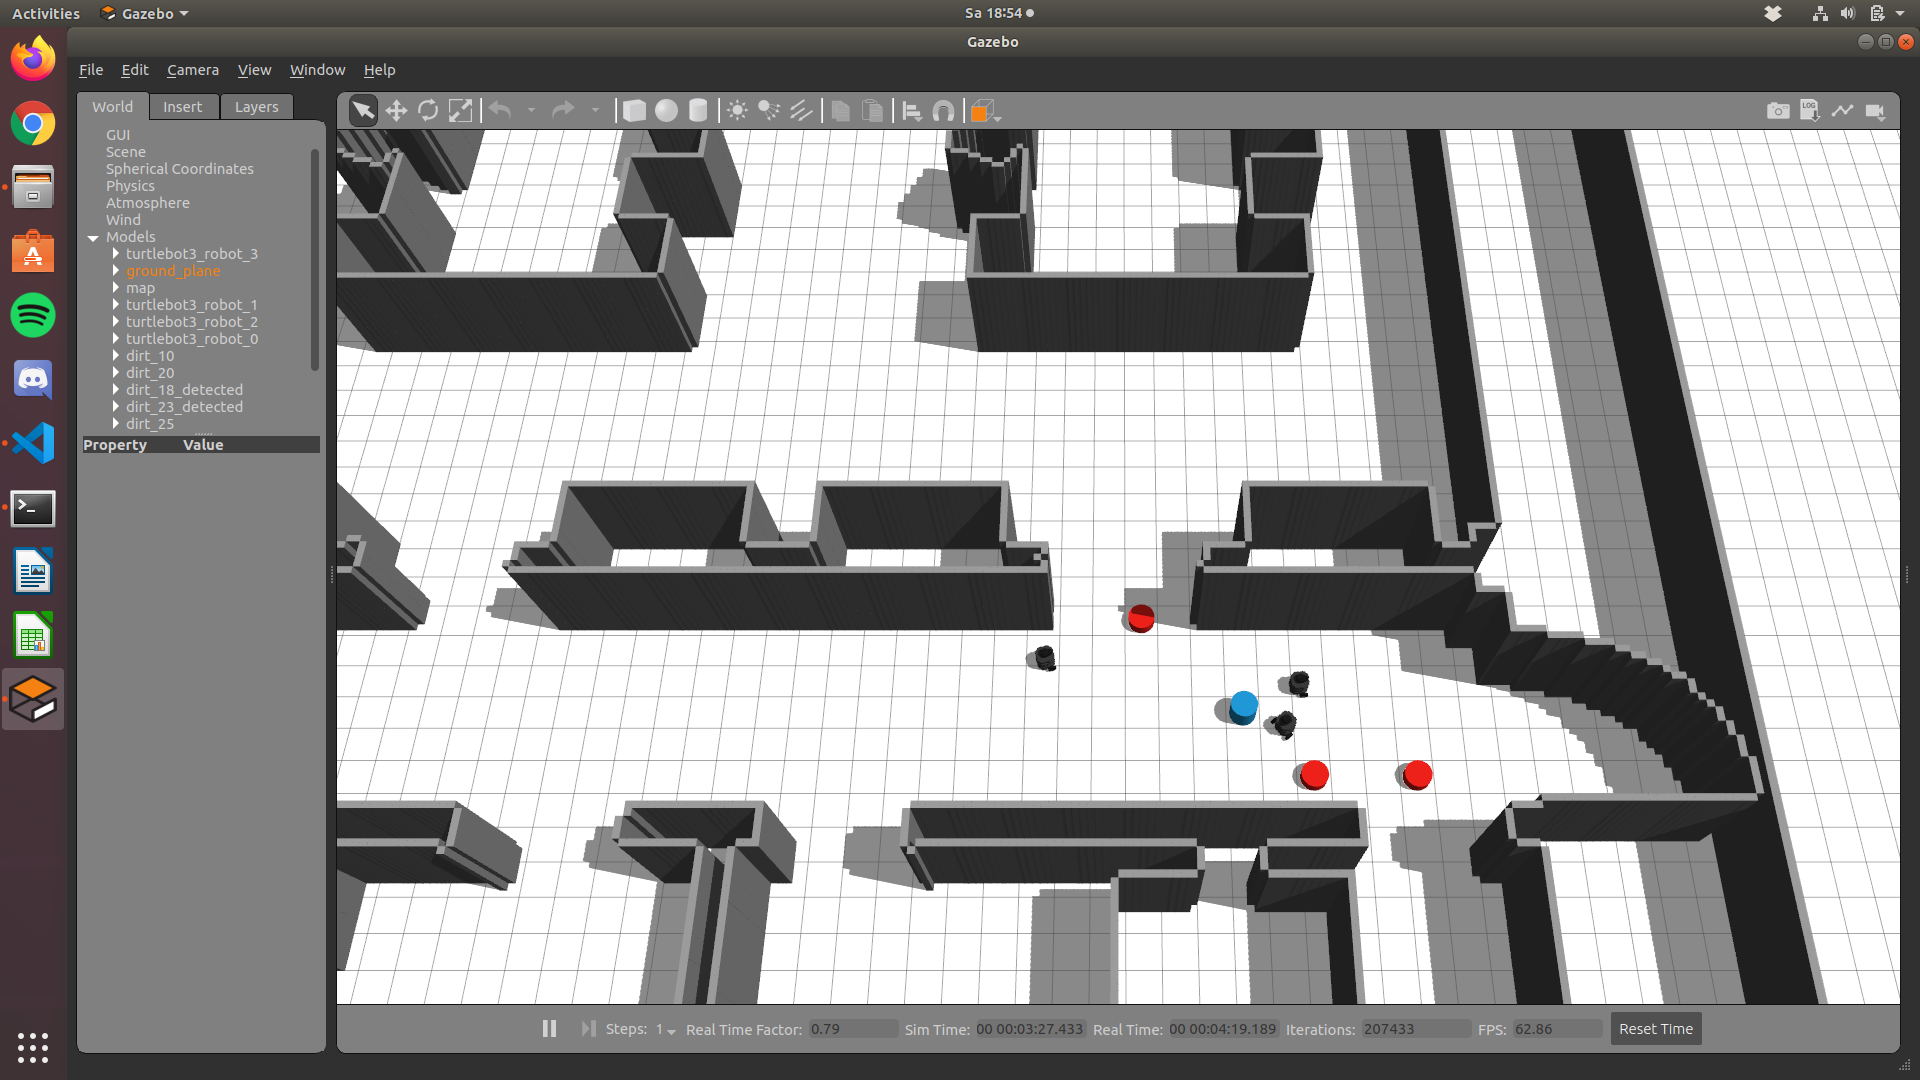 Activities Gazebo Sa 18:54
Gazebo
File Edit Camera View Window Help
World Insert Layers
GUI
Scene
Spherical Coordinates
Physics
Atmosphere
Wind
Models
turtlebot3_robot_3
ground_plane
map
turtlebot3_robot_1
turtlebot3_robot_2
turtlebot3_robot_0
dirt_10
dirt_20
dirt_18_detected
dirt_23_detected
dirt_25
Property Value
LOG
Steps: 1 Real Time Factor: 0.79 Sim Time: 00 00:03:27.433 Real Time: 00 00:04:19.189 Iterations: 207433 FPS: 62.86 Reset Time